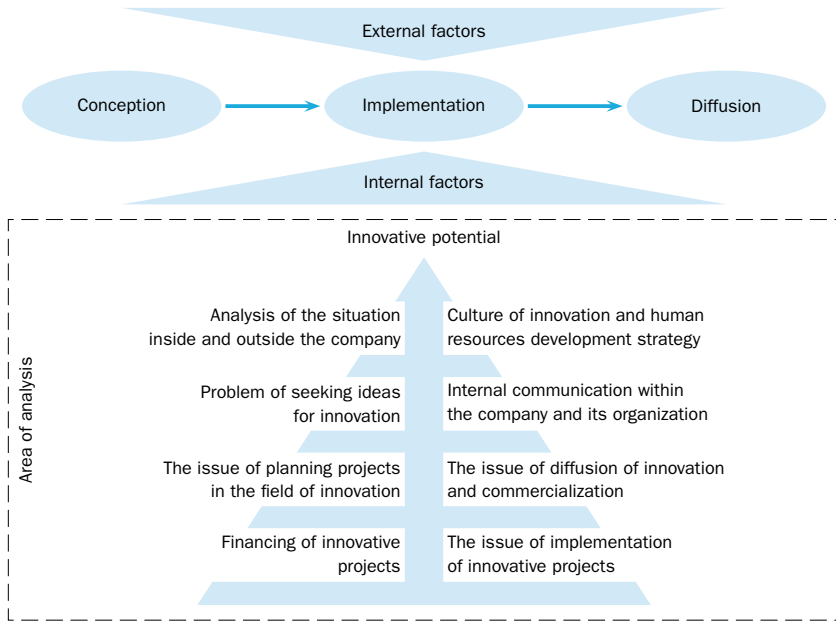 External factors
Conception
Implementation
Diffusion
Internal factors
Innovative potential
Area of analysis
Analysis of the situation
inside and outside the company
Culture of innovation and human
resources development strategy
Problem of seeking ideas
for innovation
Internal communication within
the company and its organization
The issue of planning projects
in the field of innovation
The issue of diffusion of innovation
and commercialization
Financing of innovative
projects
The issue of implementation
of innovative projects